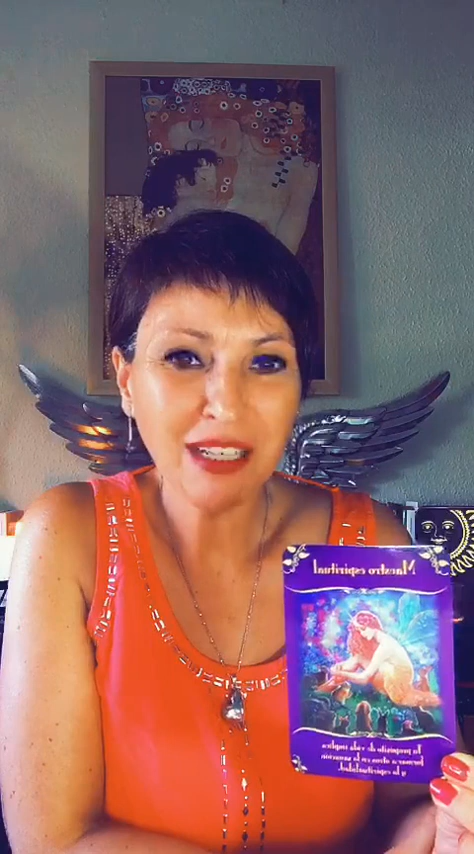 Maestro espiritual
Tu propósito de vida implica
formar a otros en la sanación
y la espiritualidad.